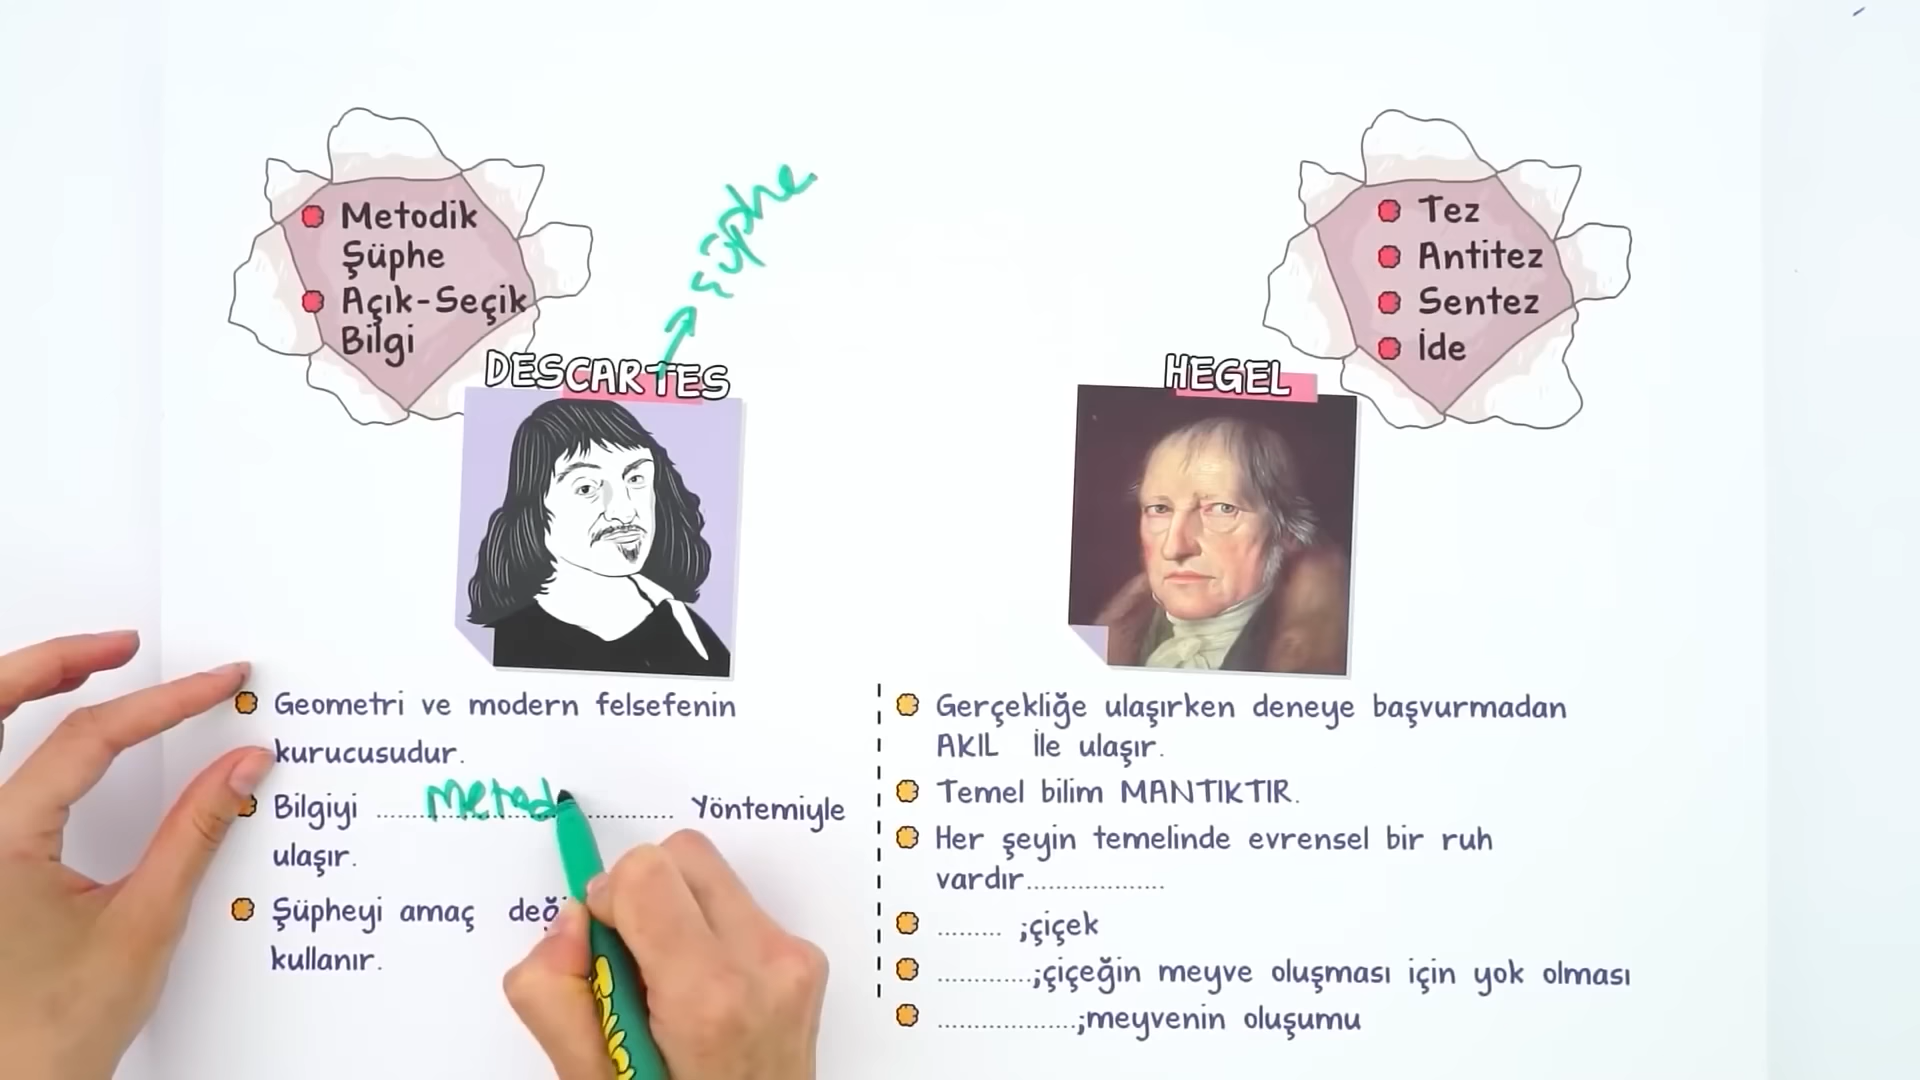 Metodik
Şüphe
Açık-Seçik
Bilgi
şüphe
DESCARTES
Tez
Antitez
Sentez
İde
HEGEL
Geometri ve modern felsefenin
kurucusudur.
Bilgiyi ........ Metod ........ Yöntemiyle
ulaşır.
Şüpheyi amaç
kullanır.
Gerçekliğe ulaşırken deneye başvurmadan
AKIL İle ulaşır.
Temel bilim MANTIKTIR.
Her şeyin temelinde evrensel bir ruh
vardır...................
......... ;çiçek
.............;çiçeğin meyve oluşması için yok olması
...................;meyvenin oluşumu